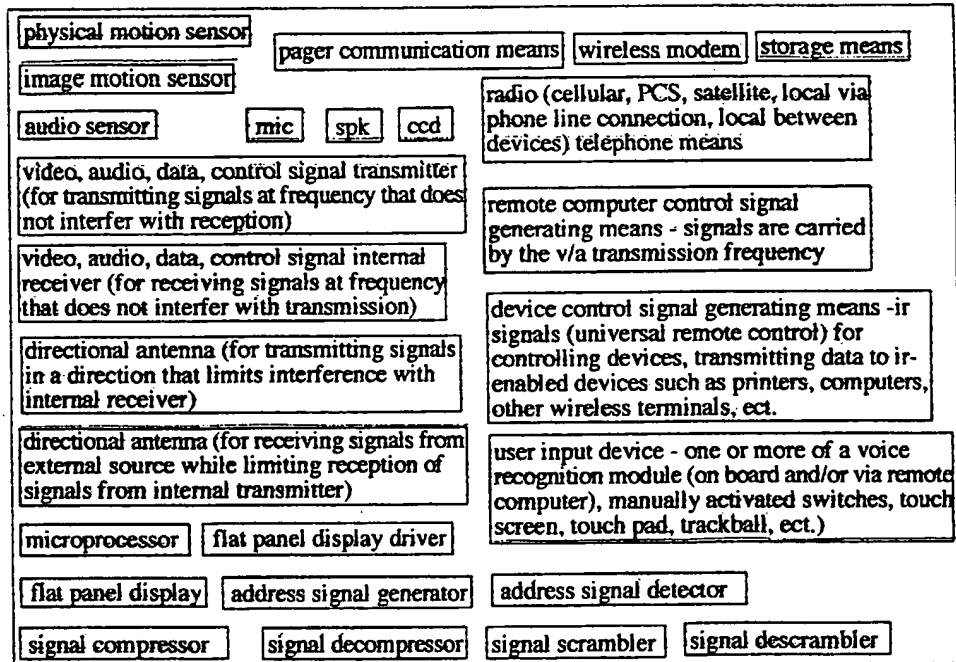 physical motion sensor
pager communication means
wireless modem
storage means
image motion sensor
audio sensor
mic
spk
ccd
radio (cellular, PCS, satellite, local via
phone line connection, local between
devices) telephone means
video, audio, data, control signal transmitter
(for transmitting signals at frequency that does
not interfer with reception)
remote computer control signal
generating means - signals are carried
by the v/a transmission frequency
video, audio, data, control signal internal
receiver (for receiving signals at frequency
that does not interfer with transmission)
device control signal generating means -ir
signals (universal remote control) for
controlling devices, transmitting data to ir-
enabled devices such as printers, computers,
other wireless terminals, ect.
directional antenna (for transmitting signals
in a direction that limits interference with
internal receiver)
directional antenna (for receiving signals from
external source while limiting reception of
signals from internal transmitter)
user input device - one or more of a voice
recognition module (on board and/or via remote
computer), manually activated switches, touch
screen, touch pad, trackball, ect.)
microprocessor
flat panel display driver
flat panel display
address signal generator
address signal detector
signal compressor
signal decompressor
signal scrambler
signal descrambler